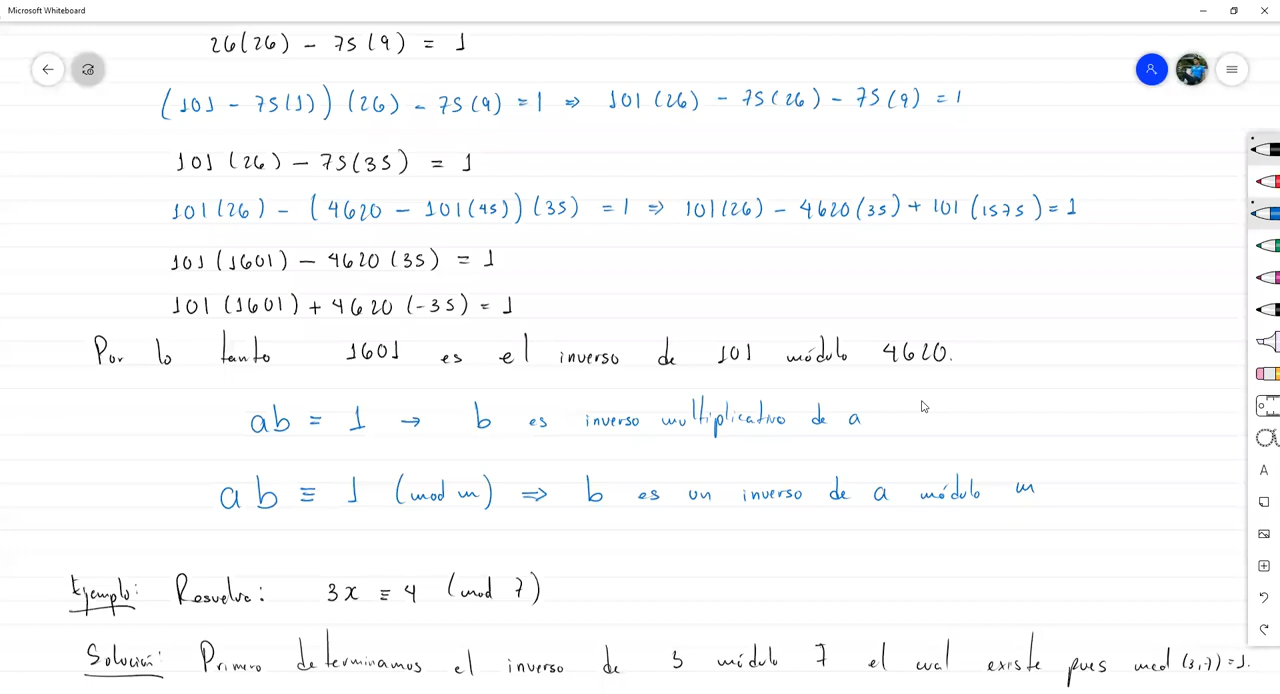 Microsoft Whiteboard
26(26) - 75(9) = 1
(101 - 75(1))(26) - 75(9) = 1 ⇒ 101(26) - 75(26) - 75(9) = 1
101(26) - 75(35) = 1
101(26) - (4620 - 101(45))(35) = 1 ⇒ 101(26) - 4620(35) + 101(1575) = 1
101(1601) - 4620(35) = 1
101(1601) + 4620(-35) = 1
Por lo tanto 1601 es el inverso de 101 módulo 4620.
ab = 1 → b es inverso multiplicativo de a
ab ≡ 1 (mod m) ⇒ b es un inverso de a módulo m
Ejemplo: Resuelva: 3x ≡ 4 (mod 7)
Solución: Primero determinamos el inverso de 3 módulo 7 el cual existe pues mcd (3,7)=1.
A